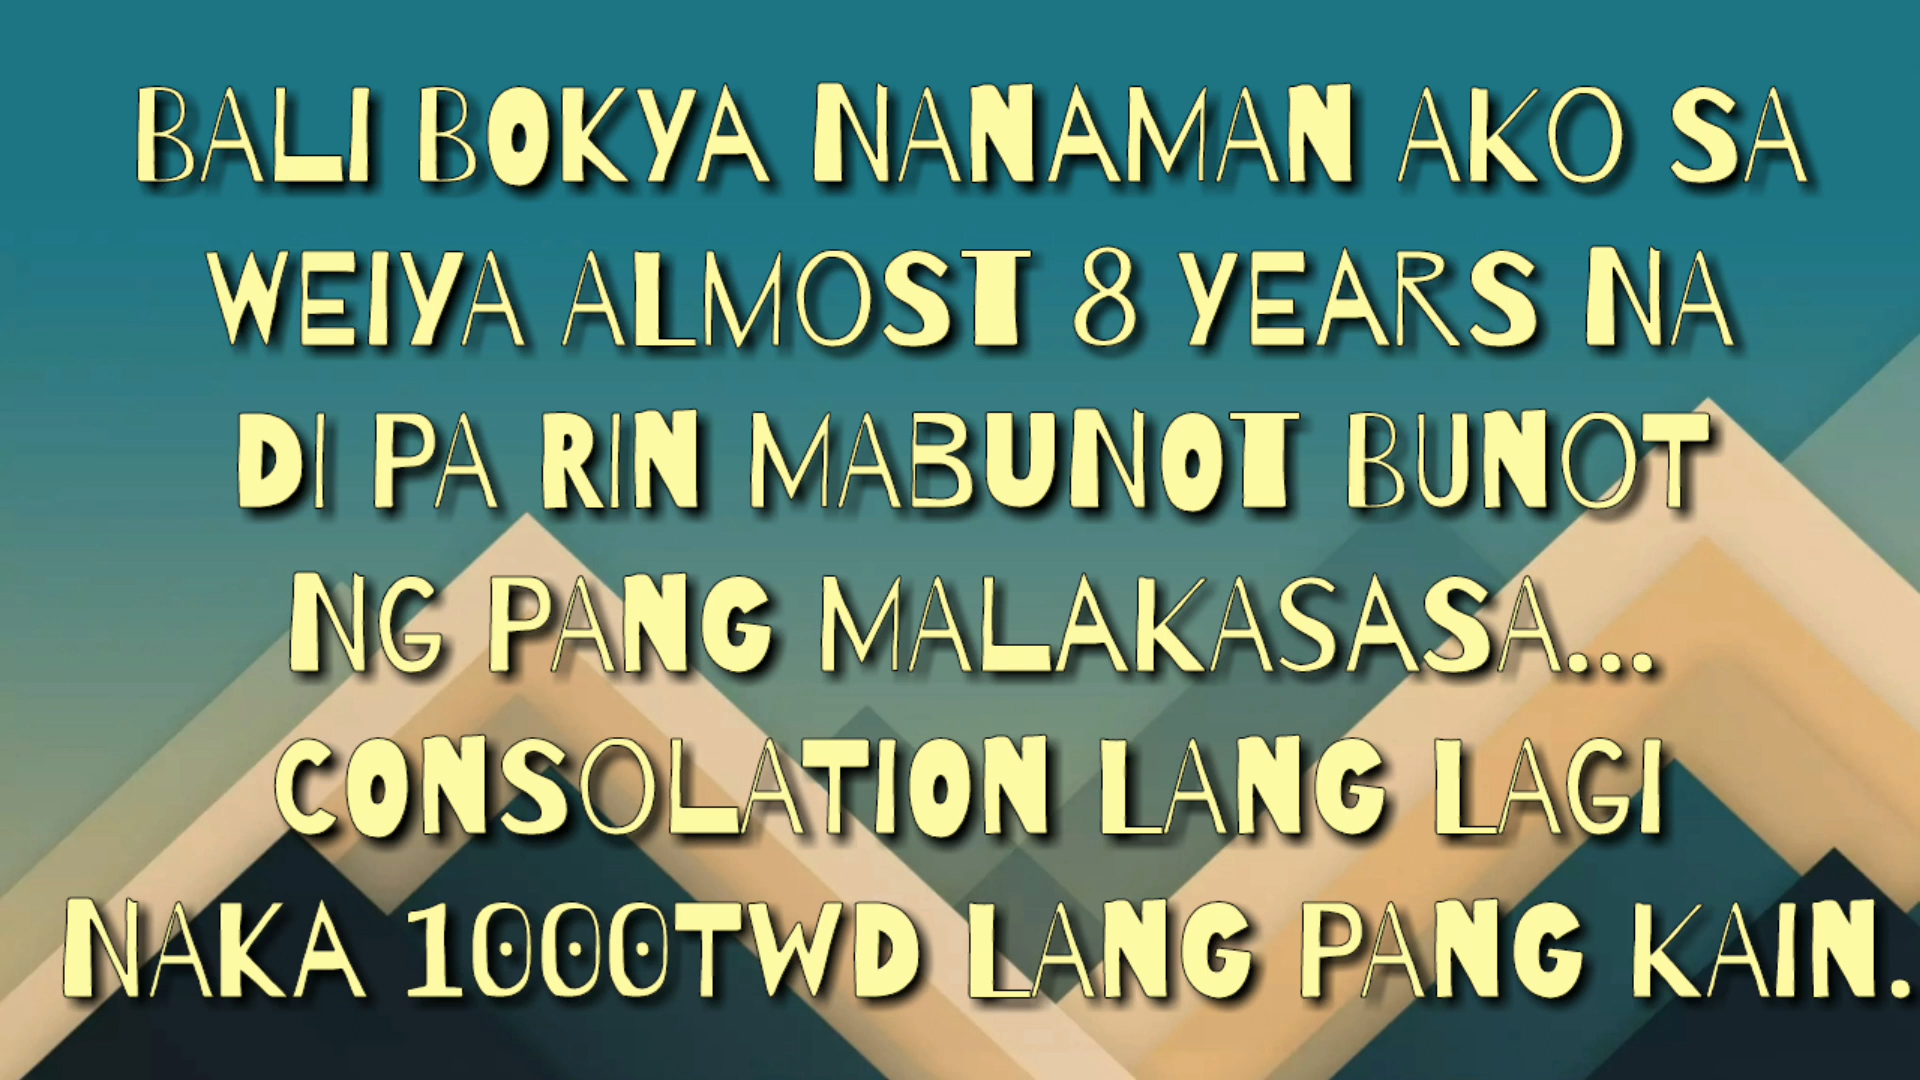 BALI BOKYA NANAMAN AKO SA
WEIYA ALMOST 8 YEARS NA
DI PA RIN MABUNOT BUNOT
NG PANG MALAKASASA...
CONSOLATION LANG LAGI
NAKA 1000TWD LANG PANG KAIN.